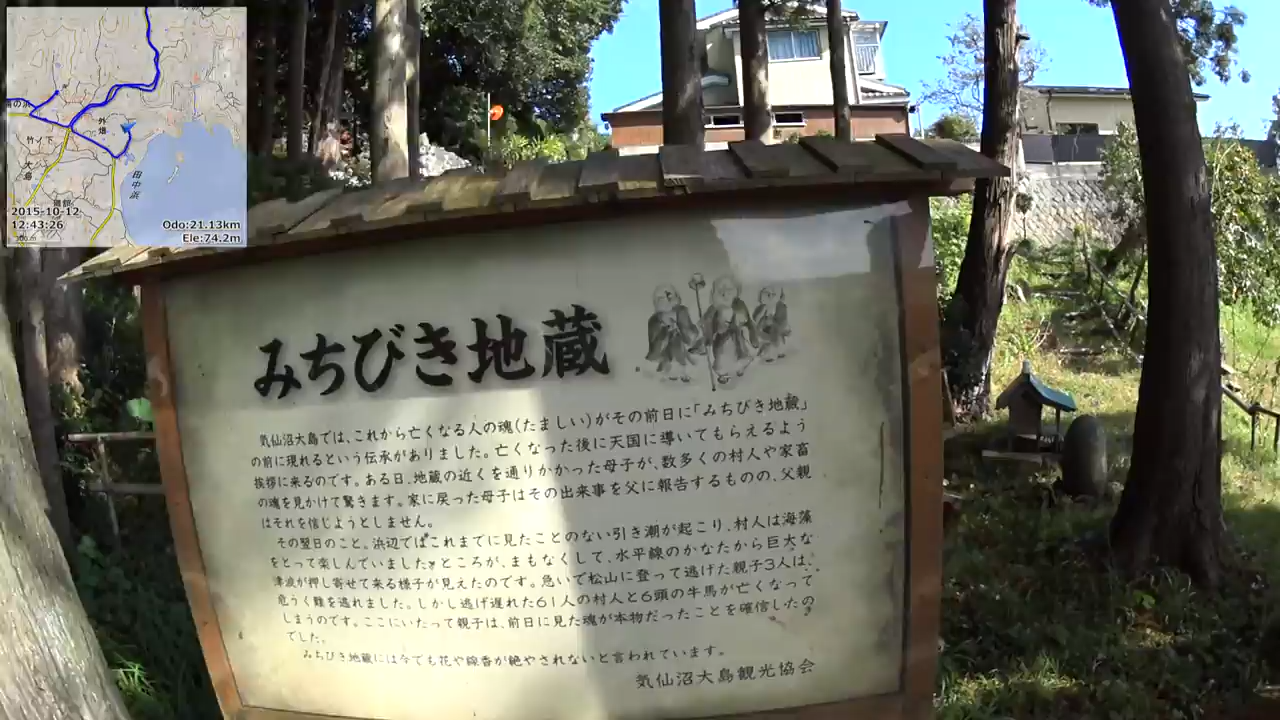 外畑
竹ノ下
大島
田中浜
2015-10-12
12:43:26
Odo:21.13km
Ele:74.2m
みちびき地蔵
気仙沼大島では、これから亡くなる人の魂(たましい)がその前日に「みちびき地蔵」
の前に現れるという伝承がありました。亡くなった後に天国に導いてもらえるよう
挨拶に来るのです。ある日、地蔵の近くを通りかかった母子が、数多くの村人や家畜
の魂を見かけて驚きます。家に戻った母子はその出来事を父に報告するものの、父親
はそれを信じようとしません。
その翌日のこと。浜辺ではこれまでに見たことのない引き潮が起こり、村人は海藻
をとって楽しんでいました。ところが、まもなくして、水平線のかなたから巨大な
津波が押し寄せて来る様子が見えたのです。急いで松山に登って逃げた親子3人は、
危うく難を逃れました。しかし逃げ遅れた61人の村人と6頭の牛馬が亡くなって
しまうのです。ここにいたって親子は、前日に見た魂が本物だったことを確信したの
でした。
みちびき地蔵には今でも花や線香が絶やされないと言われています。
気仙沼大島観光協会